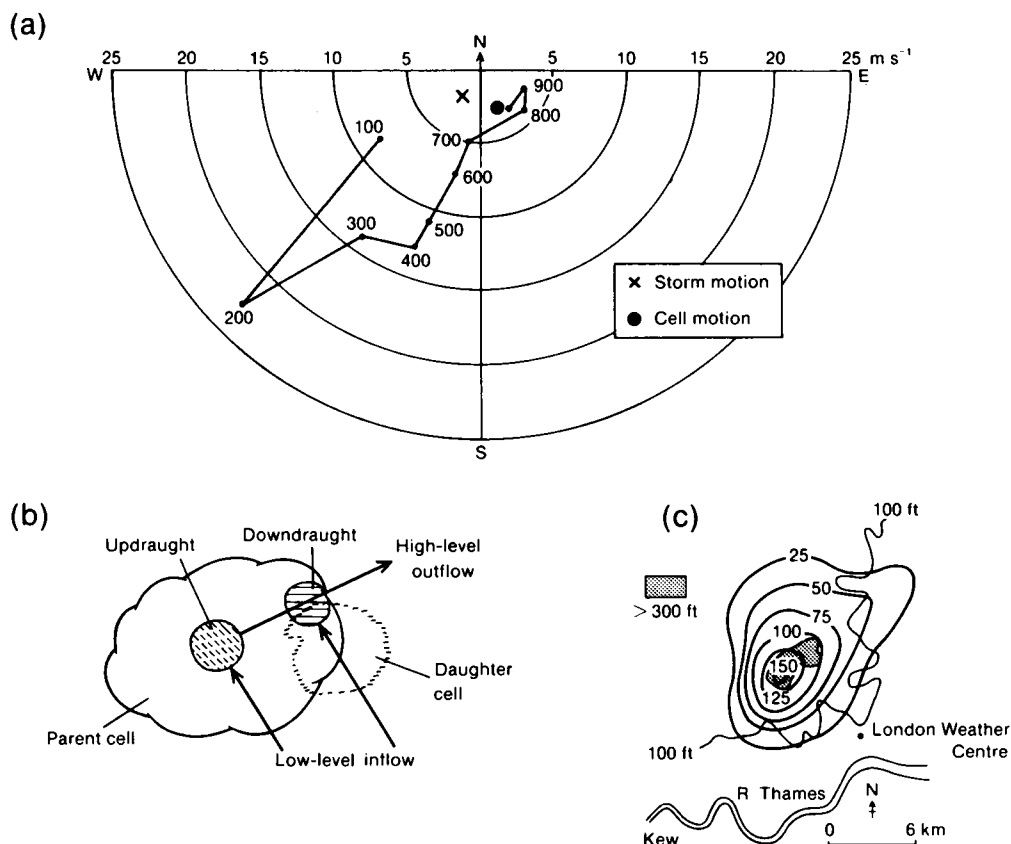 (a)
N
25 20 15 10 5 5 10 15 20 25 m s⁻¹
W E
900
800
100
700
600
300
500
400
200
× Storm motion
● Cell motion
S
(b)
Updraught
Downdraught
High-level
outflow
Daughter
cell
Parent cell
Low-level inflow
(c)
100 ft
25
50
> 300 ft
75
100
150
125
London Weather
Centre
100 ft
R Thames
N
Kew
0 6 km